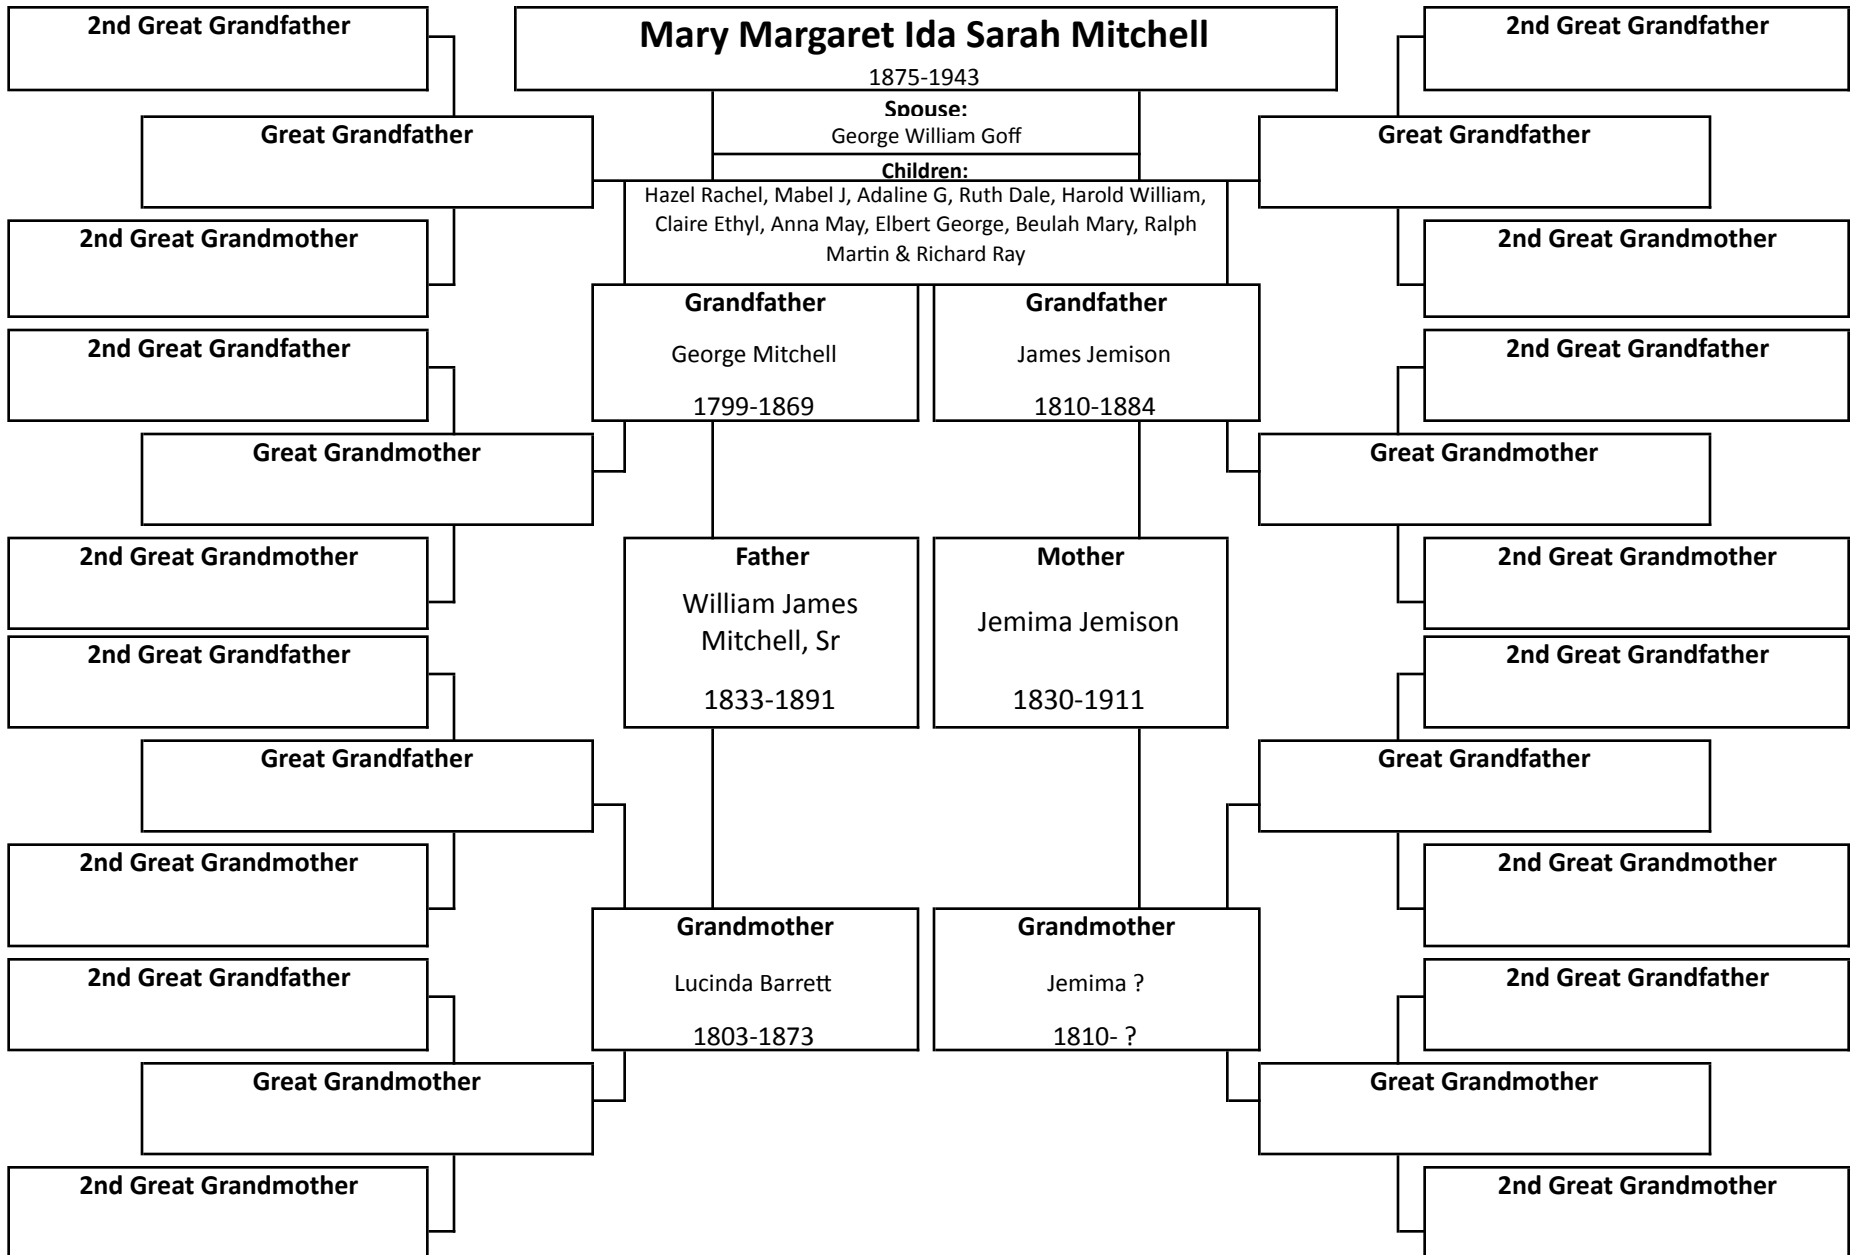 Mary Margaret Ida Sarah Mitchell
1875-1943
Spouse:
George William Goff
Children:
Hazel Rachel, Mabel J, Adaline G, Ruth Dale, Harold William,
Claire Ethyl, Anna May, Elbert George, Beulah Mary, Ralph
Martin & Richard Ray
2nd Great Grandfather
Great Grandfather
2nd Great Grandmother
2nd Great Grandfather
Great Grandmother
2nd Great Grandmother
2nd Great Grandfather
Great Grandfather
2nd Great Grandmother
2nd Great Grandfather
Great Grandmother
2nd Great Grandmother
Grandfather
George Mitchell
1799-1869
Father
William James
Mitchell, Sr
1833-1891
Grandmother
Lucinda Barrett
1803-1873
Grandfather
James Jemison
1810-1884
Mother
Jemima Jemison
1830-1911
Grandmother
Jemima ?
1810- ?
2nd Great Grandfather
Great Grandfather
2nd Great Grandmother
2nd Great Grandfather
Great Grandmother
2nd Great Grandmother
2nd Great Grandfather
Great Grandfather
2nd Great Grandmother
2nd Great Grandfather
Great Grandmother
2nd Great Grandmother